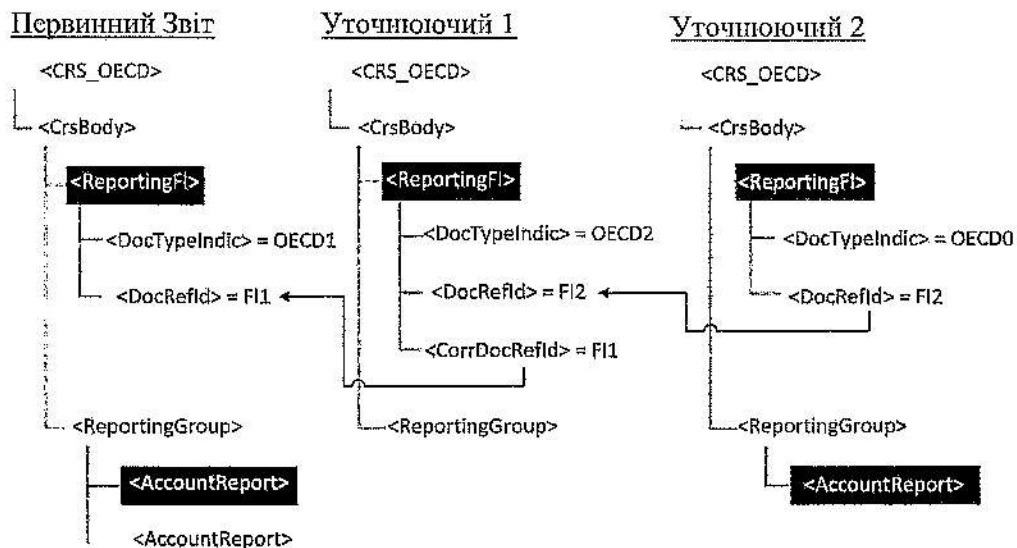 Первинний Звіт
<CRS_OECD>
<CrsBody>
<ReportingFI>
<DocTypeIndic> = OECD1
<DocRefId> = FI1
<ReportingGroup>
<AccountReport>
<AccountReport>
Уточнюючий 1
<CRS_OECD>
<CrsBody>
<ReportingFI>
<DocTypeIndic> = OECD2
<DocRefId> = FI2
<CorrDocRefId> = FI1
<ReportingGroup>
Уточнюючий 2
<CRS_OECD>
<CrsBody>
<ReportingFI>
<DocTypeIndic> = OECD0
<DocRefId> = FI2
<ReportingGroup>
<AccountReport>